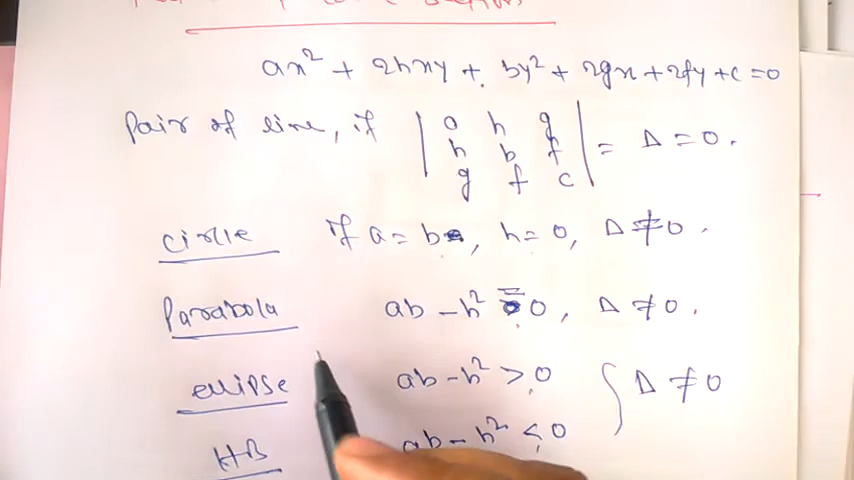 ax² + 2hxy + by² + 2gx + 2fy + c = 0
Pair of line, if | a h g | = Δ = 0.
h b f
g f c
circle if a = b, h = 0, Δ ≠ 0.
Parabola ab - h² = 0, Δ ≠ 0.
ellipse ab - h² > 0 } Δ ≠ 0
HB ab - h² < 0